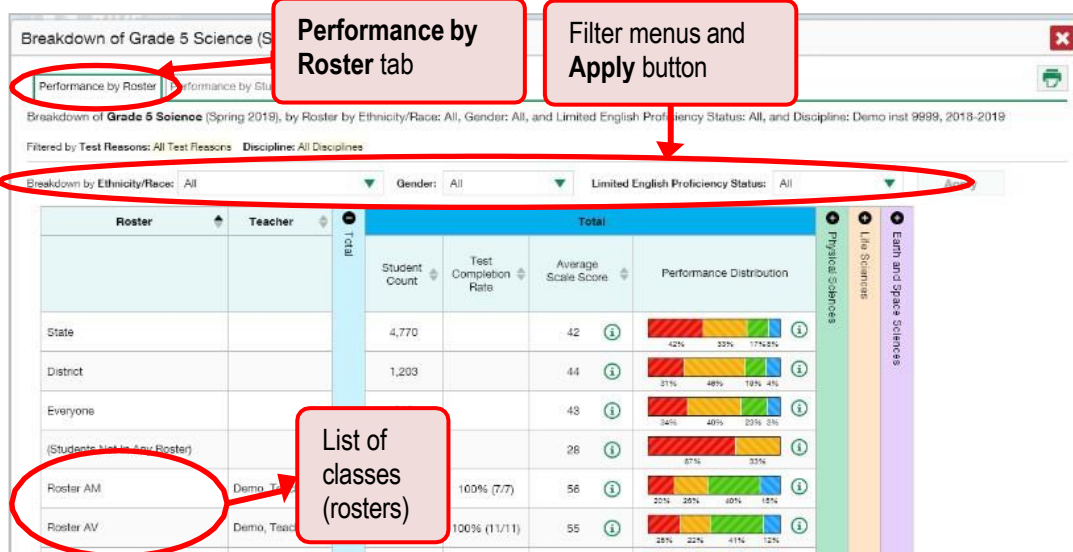 Breakdown of Grade 5 Science (S
Performance by
Roster tab
Filter menus and
Apply button
Performance by Roster
Performance by Stu
Breakdown of Grade 5 Science (Spring 2019), by Roster by Ethnicity/Race: All, Gender: All, and Limited English Proficiency Status: All, and Discipline: Demo inst 9999, 2018-2019
Filtered by Test Reasons: All Test Reasons Discipline: All Disciplines
Breakdown by Ethnicity/Race: All Gender: All Limited English Proficiency Status: All Apply
Roster Teacher Total Total
Physical Sciences
Life Sciences
Earth and Space Sciences
Student
Count
Test
Completion
Rate
Average
Scale Score
Performance Distribution
State 4,770 42
42% 33% 17% 8%
District 1,203 44
31% 46% 19% 4%
Everyone 43
34% 40% 23% 3%
(Students Not in Any Roster) 28
67% 33%
List of
classes
(rosters)
Roster AM Demo, Teac 100% (7/7) 56
40% 15%
Roster AV Demo, Teac 100% (11/11) 55
22% 41% 12%